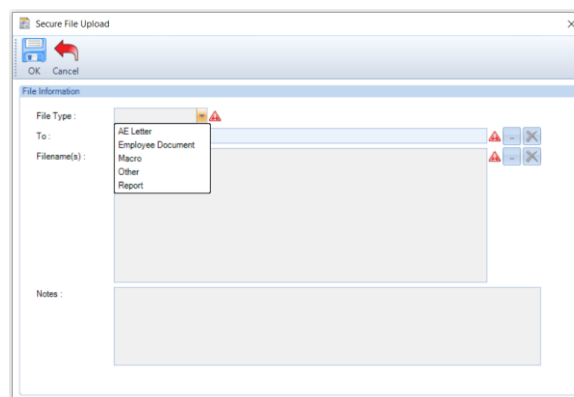 Secure File Upload
OK Cancel
File Information
File Type :
AE Letter
Employee Document
Macro
Other
Report
To :
Filename(s) :
Notes :